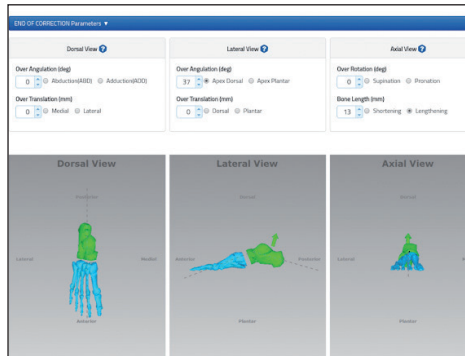 END OF CORRECTION Parameters ▼
Dorsal View ?
Over Angulation (deg)
0 Abduction(ABD) Adduction(ADD)
Over Translation (mm)
0 Medial Lateral
Lateral View ?
Over Angulation (deg)
37 Apex Dorsal Apex Plantar
Over Translation (mm)
0 Dorsal Plantar
Axial View ?
Over Rotation (deg)
0 Supination Pronation
Bone Length (mm)
13 Shortening Lengthening
Dorsal View
Posterior
Lateral Medial
Anterior
Lateral View
Dorsal
Anterior Posterior
Plantar
Axial View
Dorsal
Lateral
Plantar